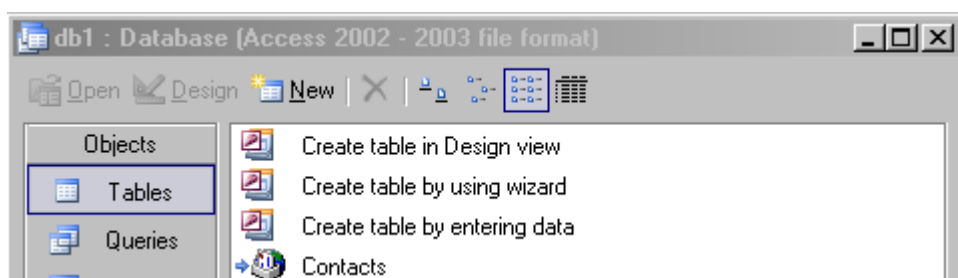 db1 : Database (Access 2002 - 2003 file format)
Open Design New
Objects
Tables
Queries
Create table in Design view
Create table by using wizard
Create table by entering data
Contacts